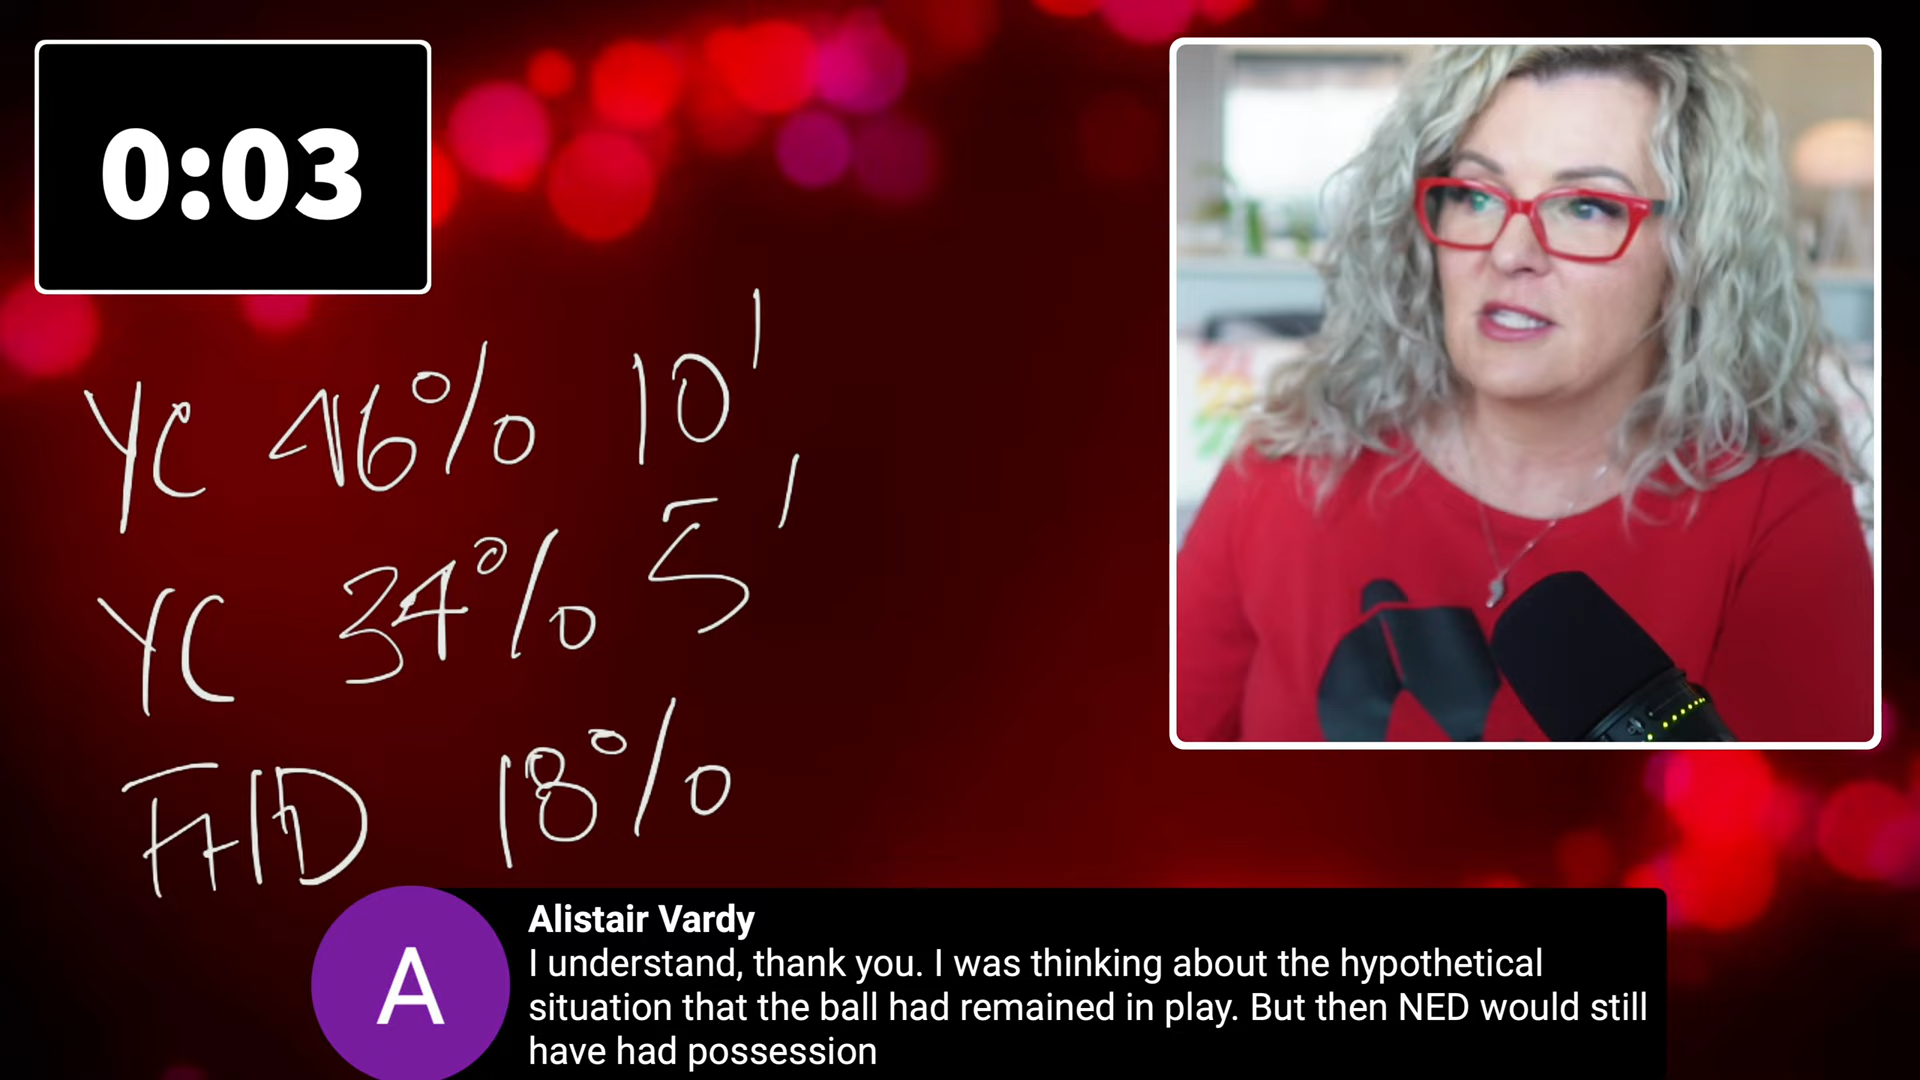 0:03
YC 46% 10'
YC 34% 5'
FHD 18%
A
Alistair Vardy
I understand, thank you. I was thinking about the hypothetical
situation that the ball had remained in play. But then NED would still
have had possession